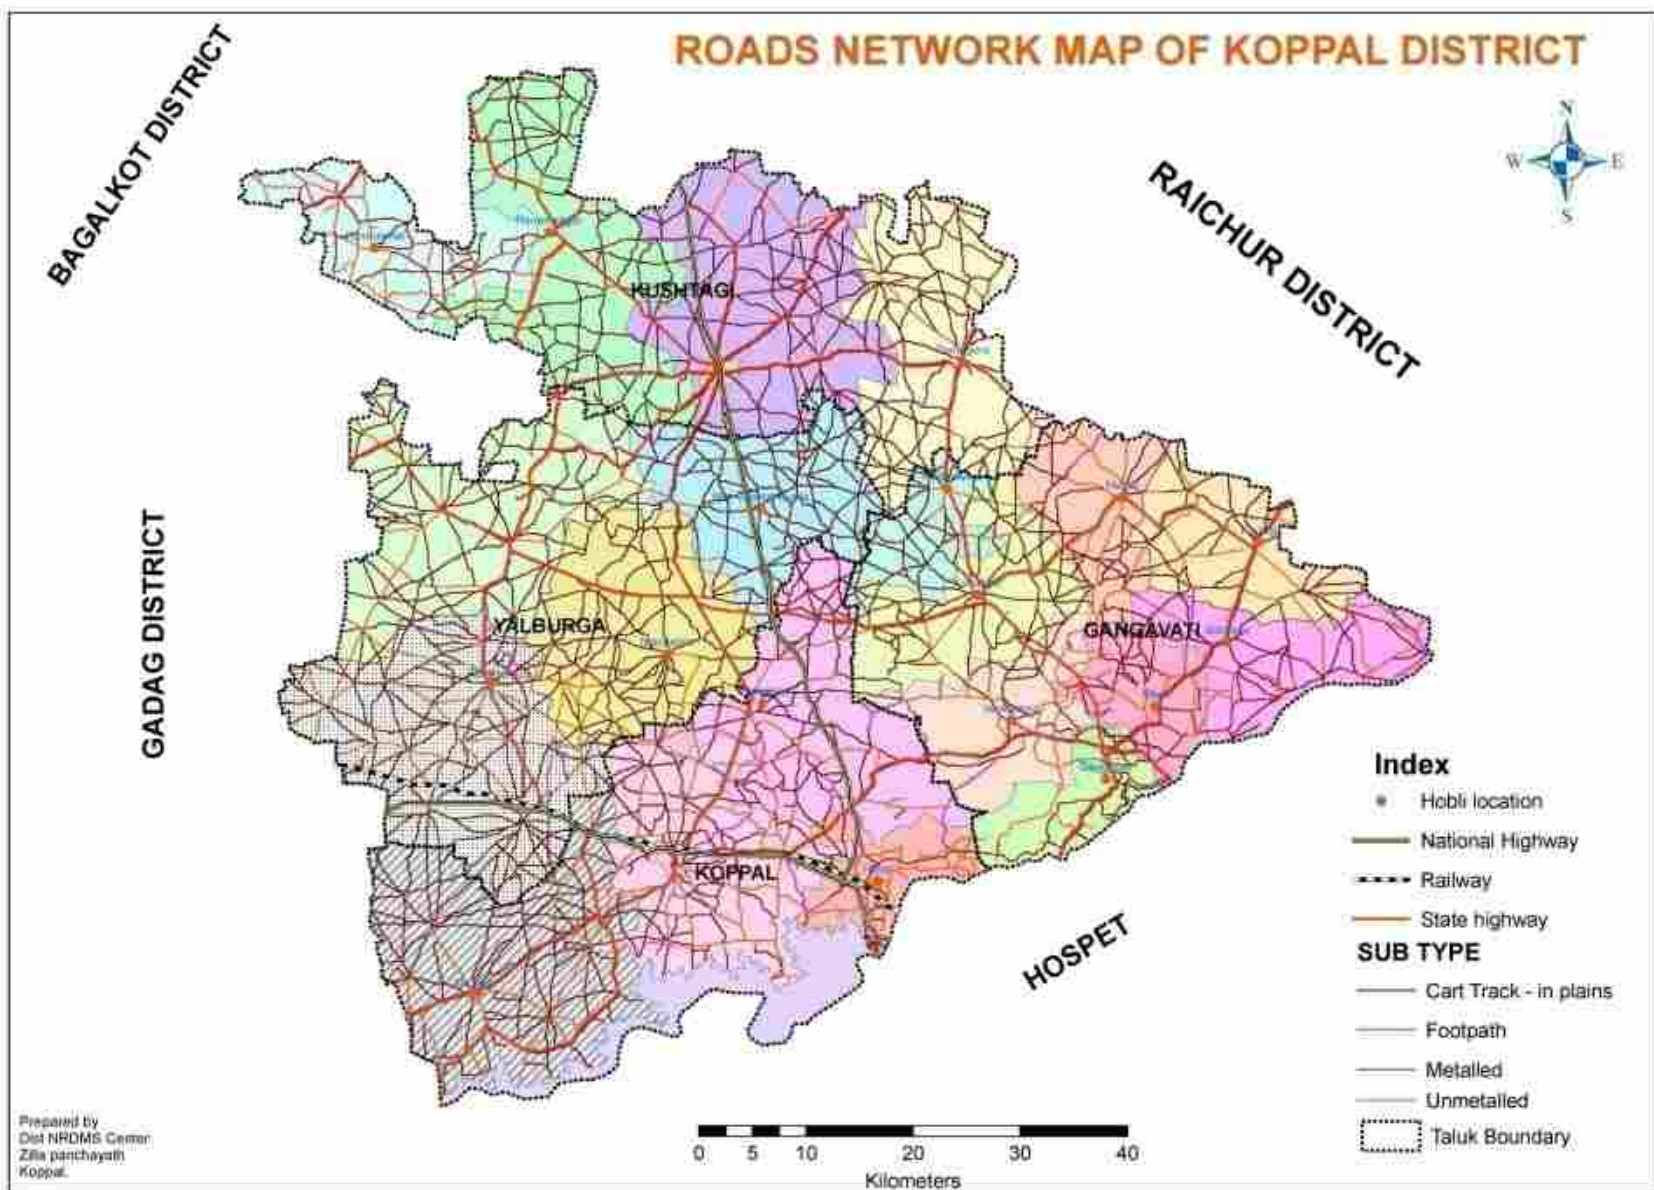 ROADS NETWORK MAP OF KOPPAL DISTRICT
BAGALKOT DISTRICT
N
W
E
S
RAICHUR DISTRICT
KUSHTAGI
GADAG DISTRICT
YALBURGA
GANGAVATI
KOPPAL
HOSPET
Index
Hobli location
National Highway
Railway
State highway
SUB TYPE
Cart Track - in plains
Footpath
Metalled
Unmetalled
Taluk Boundary
Prepared by
Dist NRDMS Center
Zilla panchayath
Koppal.
0 5 10 20 30 40
Kilometers